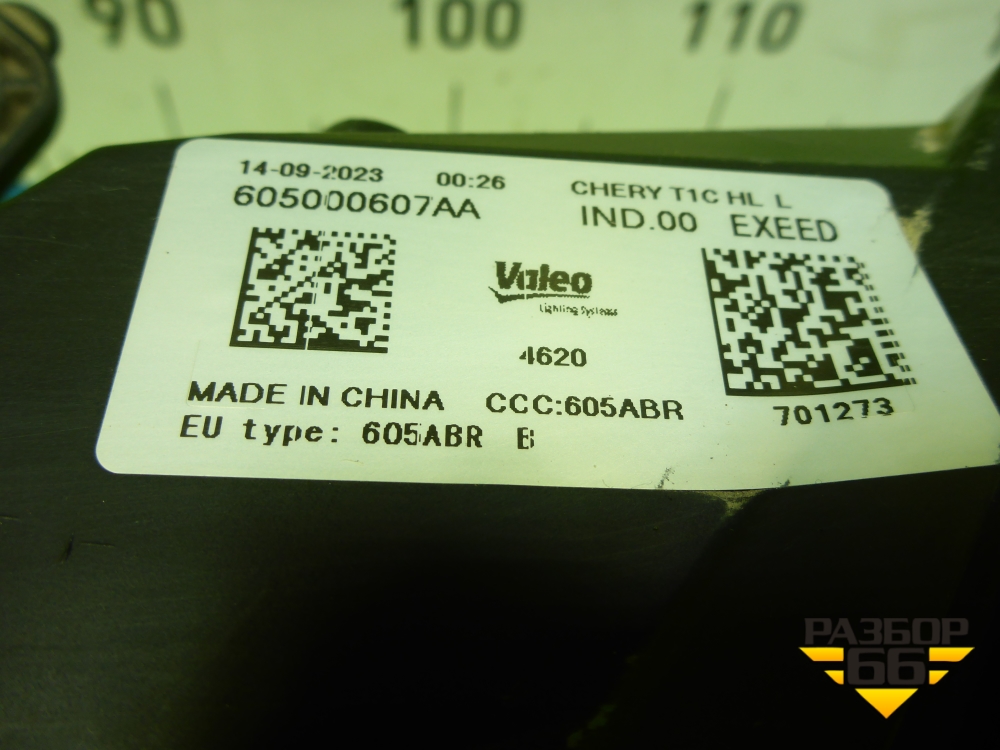 90 100 110
14-09-2023 00:26 CHERY T1C HL L
605000607AA IND.00 EXEED
Valeo
Lighting Systems
4620
MADE IN CHINA CCC:605ABR 701273
EU type: 605ABR B
РАЗБОР
66